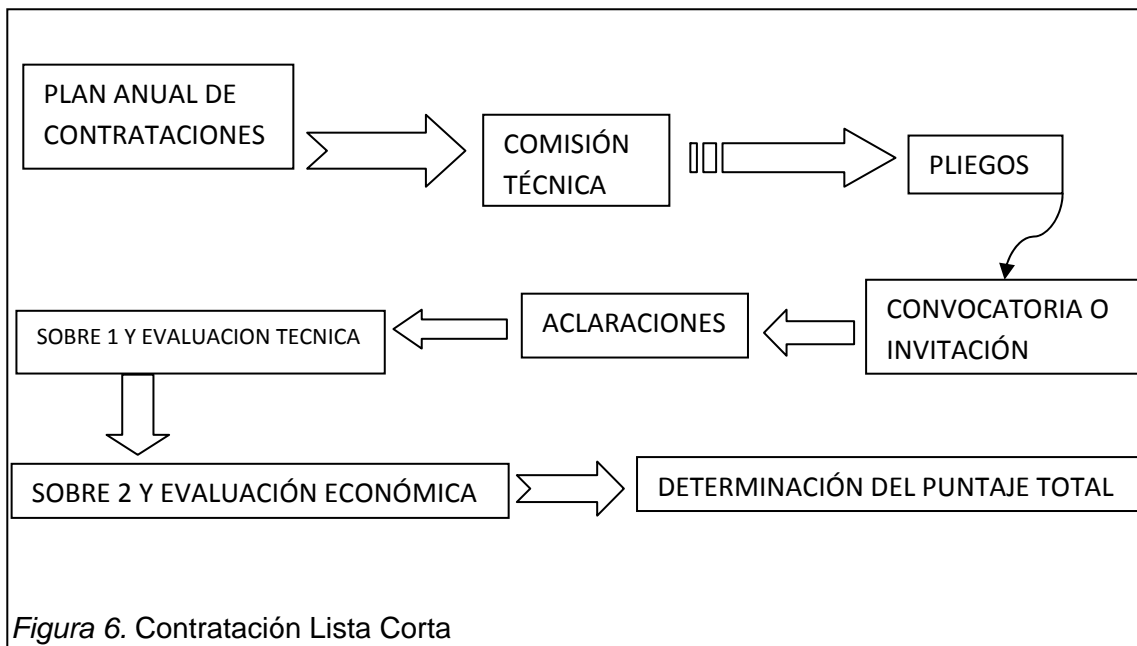 PLAN ANUAL DE
CONTRATACIONES
COMISIÓN
TÉCNICA
PLIEGOS
CONVOCATORIA O
INVITACIÓN
ACLARACIONES
SOBRE 1 Y EVALUACION TECNICA
SOBRE 2 Y EVALUACIÓN ECONÓMICA
DETERMINACIÓN DEL PUNTAJE TOTAL
Figura 6. Contratación Lista Corta